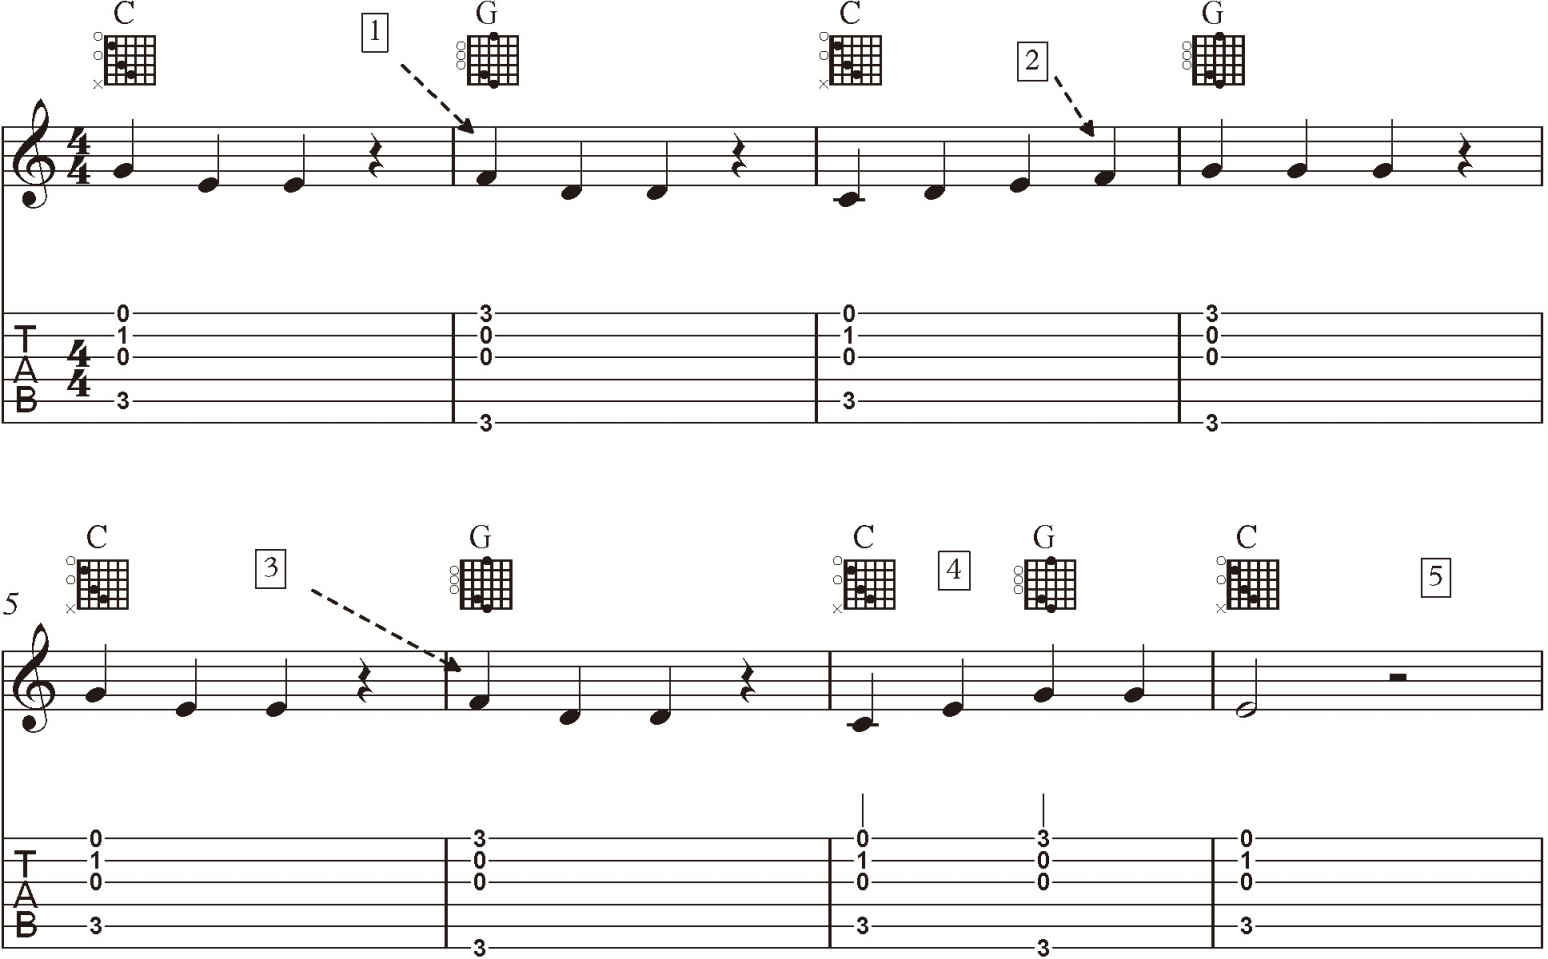 C 1 G C 2 G
4 4
0 3 0 3
T 1 0 1 0
4 0 0 0 0
A 4
B 3 3
3 3
C 3 G C 4 G C 5
5
0 3 0 3 0
T 1 0 1 0 1
0 0 0 0 0
A
B 3 3 3
3 3